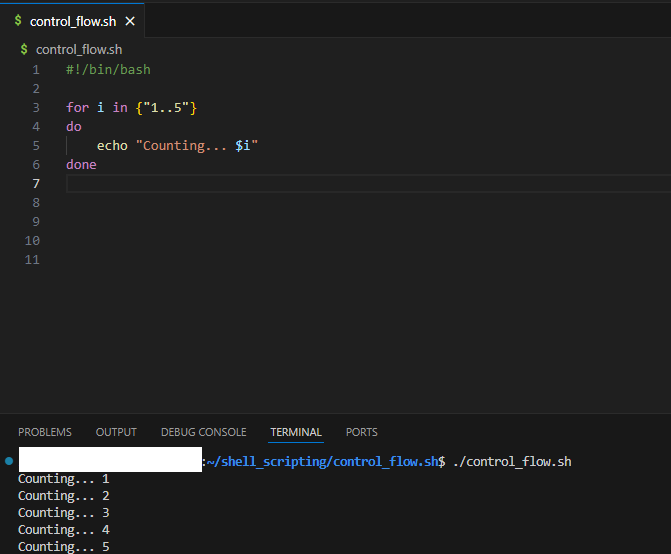 $ control_flow.sh ×
$ control_flow.sh
1 #!/bin/bash
2
3 for i in {"1..5"}
4 do
5 echo "Counting... $i"
6 done
7
8
9
10
11
PROBLEMS OUTPUT DEBUG CONSOLE TERMINAL PORTS
:~/shell_scripting/control_flow.sh$ ./control_flow.sh
Counting... 1
Counting... 2
Counting... 3
Counting... 4
Counting... 5